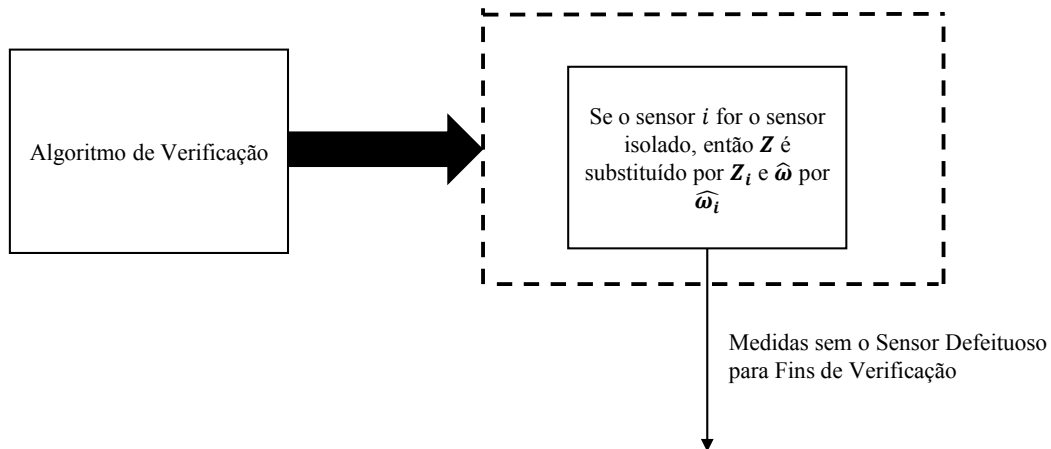 Algoritmo de Verificação
Se o sensor i for o sensor
isolado, então Z é
substituído por Z_i e ω̂ por
ω̂_i
Medidas sem o Sensor Defeituoso
para Fins de Verificação